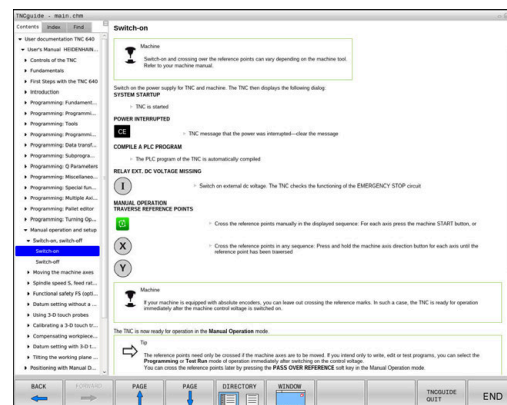 TNCguide - main.chm
Contents Index Find
User documentation TNC 640
User's Manual HEIDENHAIN...
Controls of the TNC
Fundamentals
First Steps with the TNC 640
Introduction
Programming: Fundament...
Programming: Programmi...
Programming: Tools
Programming: Programmi...
Programming: Data transf...
Programming: Subprogra...
Programming: Q Parameters
Programming: Miscellaneo...
Programming: Special fun...
Programming: Multiple Axi...
Programming: Pallet editor
Programming: Turning Op...
Manual operation and setup
Switch-on, switch-off
Switch-on
Switch-off
Moving the machine axes
Spindle speed S, feed rat...
Functional safety FS (opti...
Datum setting without a ...
Using 3-D touch probes
Calibrating a 3-D touch tr...
Compensating workpiece...
Datum setting with 3-D t...
Tilting the working plane ...
Positioning with Manual D...
Switch-on
Machine
Switch-on and crossing over the reference points can vary depending on the machine tool.
Refer to your machine manual.
Switch on the power supply for TNC and machine. The TNC then displays the following dialog:
SYSTEM STARTUP
TNC is started
POWER INTERRUPTED
CE
TNC message that the power was interrupted—clear the message
COMPILE A PLC PROGRAM
The PLC program of the TNC is automatically compiled
RELAY EXT. DC VOLTAGE MISSING
I
Switch on external dc voltage. The TNC checks the functioning of the EMERGENCY STOP circuit
MANUAL OPERATION
TRAVERSE REFERENCE POINTS
Cross the reference points manually in the displayed sequence: For each axis press the machine START button, or
X
Cross the reference points in any sequence: Press and hold the machine axis direction button for each axis until the
reference point has been traversed
Y
Machine
If your machine is equipped with absolute encoders, you can leave out crossing the reference marks. In such a case, the TNC is ready for operation
immediately after the machine control voltage is switched on.
The TNC is now ready for operation in the Manual Operation mode.
Tip
The reference points need only be crossed if the machine axes are to be moved. If you intend only to write, edit or test programs, you can select the
Programming or Test Run mode of operation immediately after switching on the control voltage.
You can cross the reference points later by pressing the PASS OVER REFERENCE soft key in the Manual Operation mode.
BACK FORWARD PAGE PAGE DIRECTORY WINDOW TNCGUIDE
QUIT END